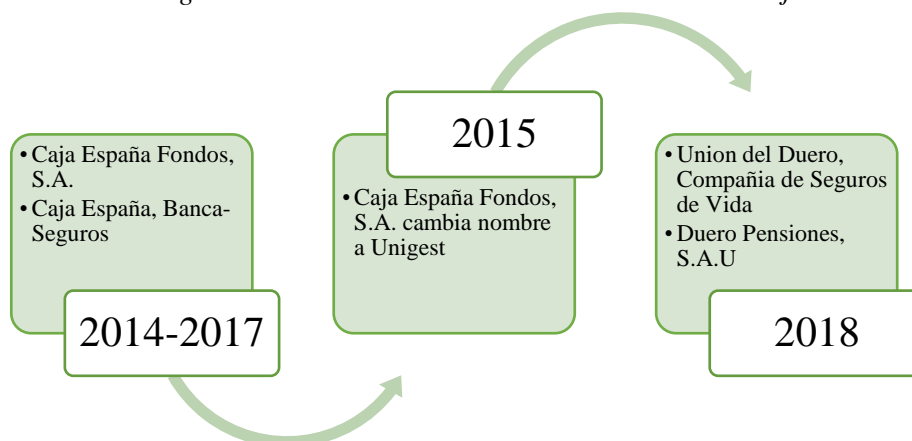 • Caja España Fondos,
S.A.
• Caja España, Banca-
Seguros
2014-2017
2015
• Caja España Fondos,
S.A. cambia nombre
a Unigest
• Union del Duero,
Compañia de Seguros
de Vida
• Duero Pensiones,
S.A.U
2018